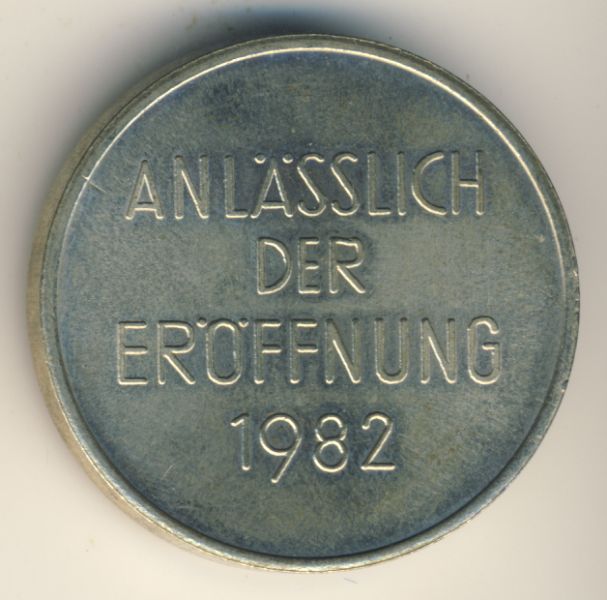 ANLÄSSLICH
DER
ERÖFFNUNG
1982